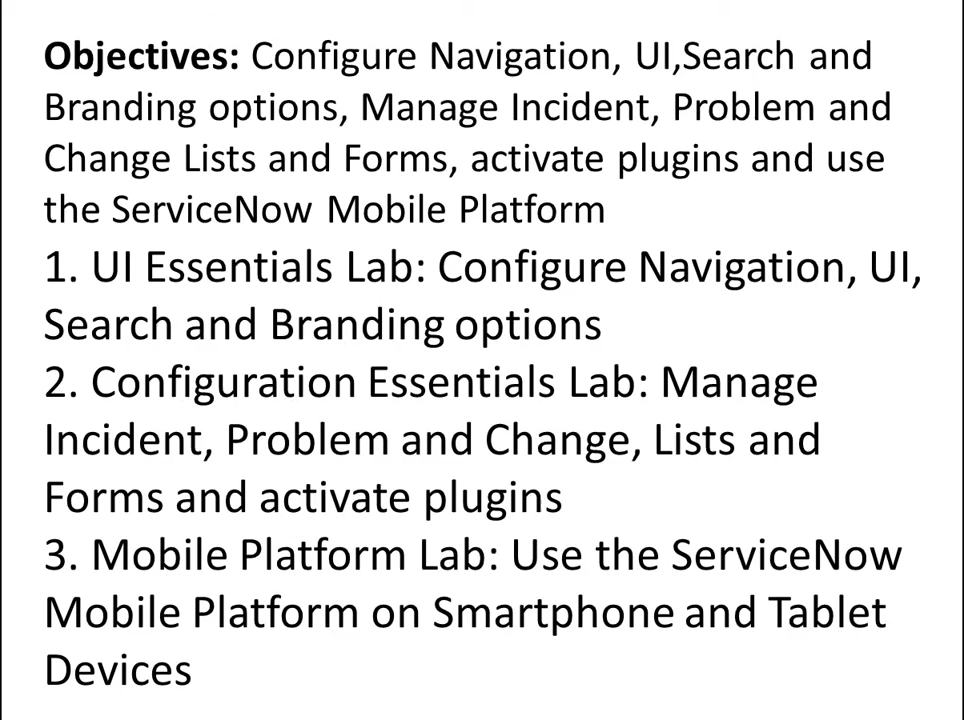 Objectives: Configure Navigation, UI,Search and
Branding options, Manage Incident, Problem and
Change Lists and Forms, activate plugins and use
the ServiceNow Mobile Platform
1. UI Essentials Lab: Configure Navigation, UI,
Search and Branding options
2. Configuration Essentials Lab: Manage
Incident, Problem and Change, Lists and
Forms and activate plugins
3. Mobile Platform Lab: Use the ServiceNow
Mobile Platform on Smartphone and Tablet
Devices